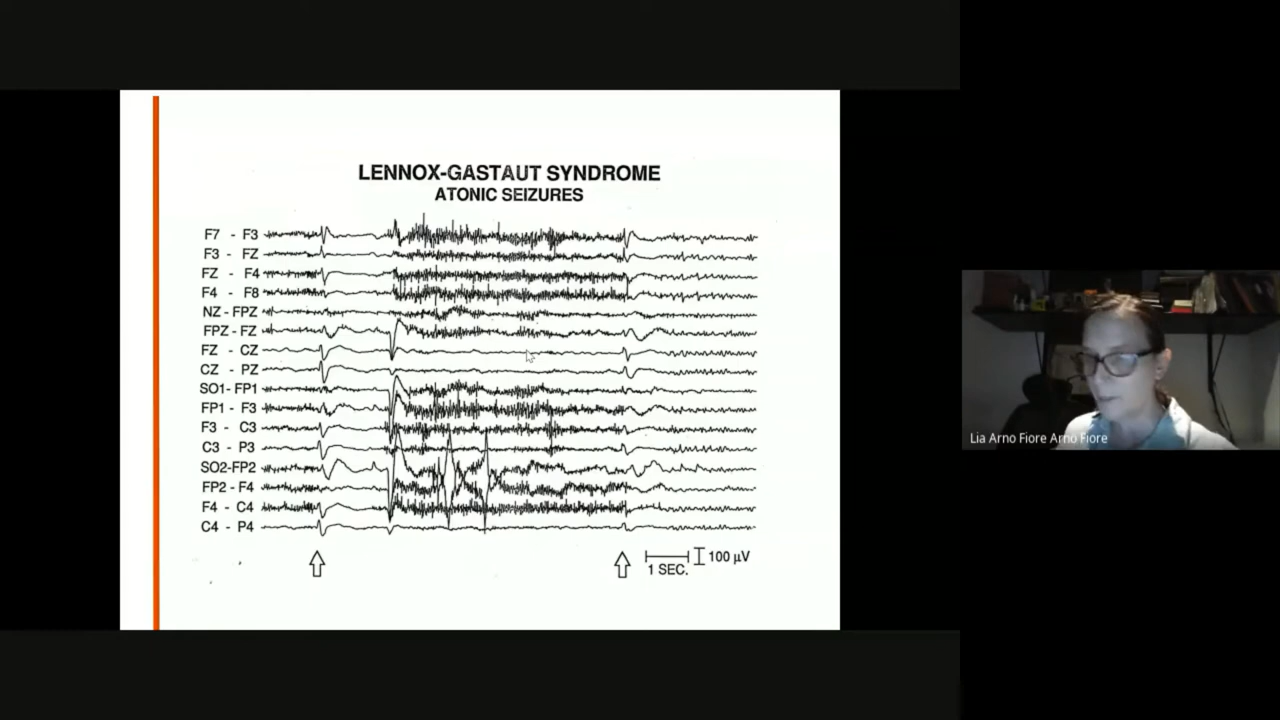 LENNOX-GASTAUT SYNDROME
ATONIC SEIZURES
F7 - F3
F3 - FZ
FZ - F4
F4 - F8
NZ - FPZ
FPZ - FZ
FZ - CZ
CZ - PZ
SO1- FP1
FP1 - F3
F3 - C3
C3 - P3
SO2-FP2
FP2 - F4
F4 - C4
C4 - P4
100 μV
1 SEC.
Lia Arno Fiore Arno Fiore